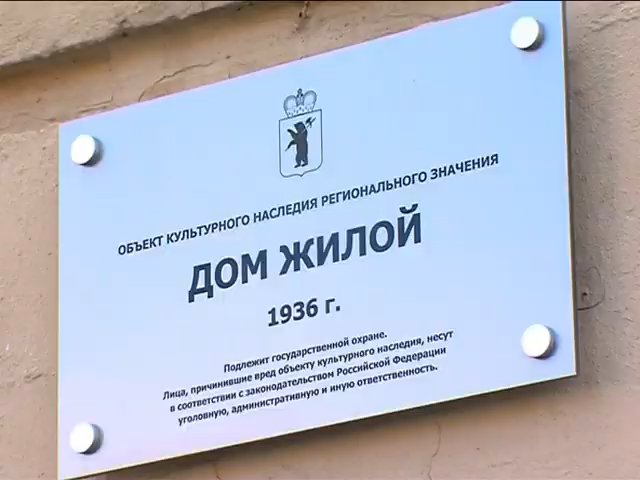 ОБЪЕКТ КУЛЬТУРНОГО НАСЛЕДИЯ РЕГИОНАЛЬНОГО ЗНАЧЕНИЯ
ДОМ ЖИЛОЙ
1936 г.
Подлежит государственной охране.
Лица, причинившие вред объекту культурного наследия, несут
в соответствии с законодательством Российской Федерации
уголовную, административную и иную ответственность.